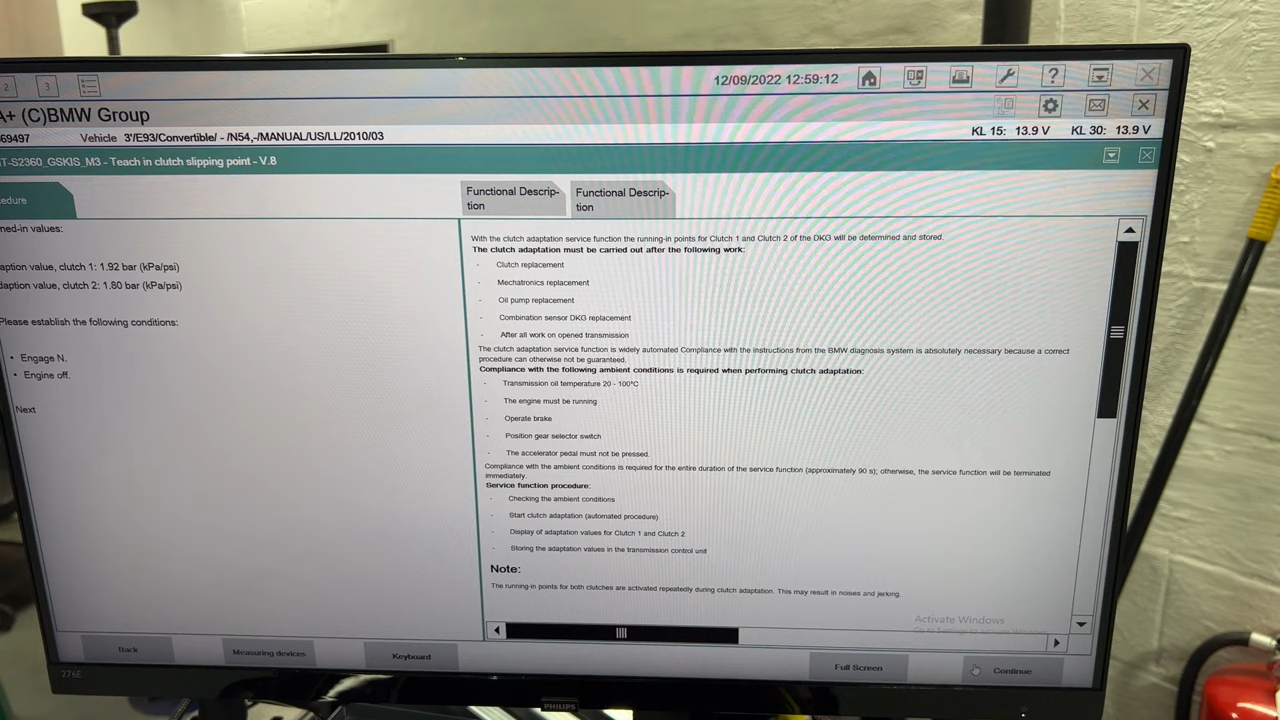 2 3 12/09/2022 12:59:12
A+ (C)BMW Group
69497 Vehicle 3'/E93/Convertible/ - /N54,-/MANUAL/US/LL/2010/03 KL 15: 13.9 V KL 30: 13.9 V
T-S2360_GSKIS_M3 - Teach in clutch slipping point - V.8
edure
ned-in values:
aption value, clutch 1: 1.92 bar (kPa/psi)
daption value, clutch 2: 1.80 bar (kPa/psi)
Please establish the following conditions:
• Engage N.
• Engine off.
Next
Functional Descrip-
tion
Functional Descrip-
tion
With the clutch adaptation service function the running-in points for Clutch 1 and Clutch 2 of the DKG will be determined and stored.
The clutch adaptation must be carried out after the following work:
- Clutch replacement
- Mechatronics replacement
- Oil pump replacement
- Combination sensor DKG replacement
- After all work on opened transmission
The clutch adaptation service function is widely automated Compliance with the instructions from the BMW diagnosis system is absolutely necessary because a correct
procedure can otherwise not be guaranteed.
Compliance with the following ambient conditions is required when performing clutch adaptation:
- Transmission oil temperature 20 - 100°C
- The engine must be running
- Operate brake
- Position gear selector switch
- The accelerator pedal must not be pressed.
Compliance with the ambient conditions is required for the entire duration of the service function (approximately 90 s); otherwise, the service function will be terminated
immediately.
Service function procedure:
- Checking the ambient conditions
- Start clutch adaptation (automated procedure)
- Display of adaptation values for Clutch 1 and Clutch 2
- Storing the adaptation values in the transmission control unit
Note:
The running-in points for both clutches are activated repeatedly during clutch adaptation. This may result in noises and jerking.
Activate Windows
Go to Settings to activate Windows
Back Measuring devices Keyboard Full Screen Continue
276E PHILIPS